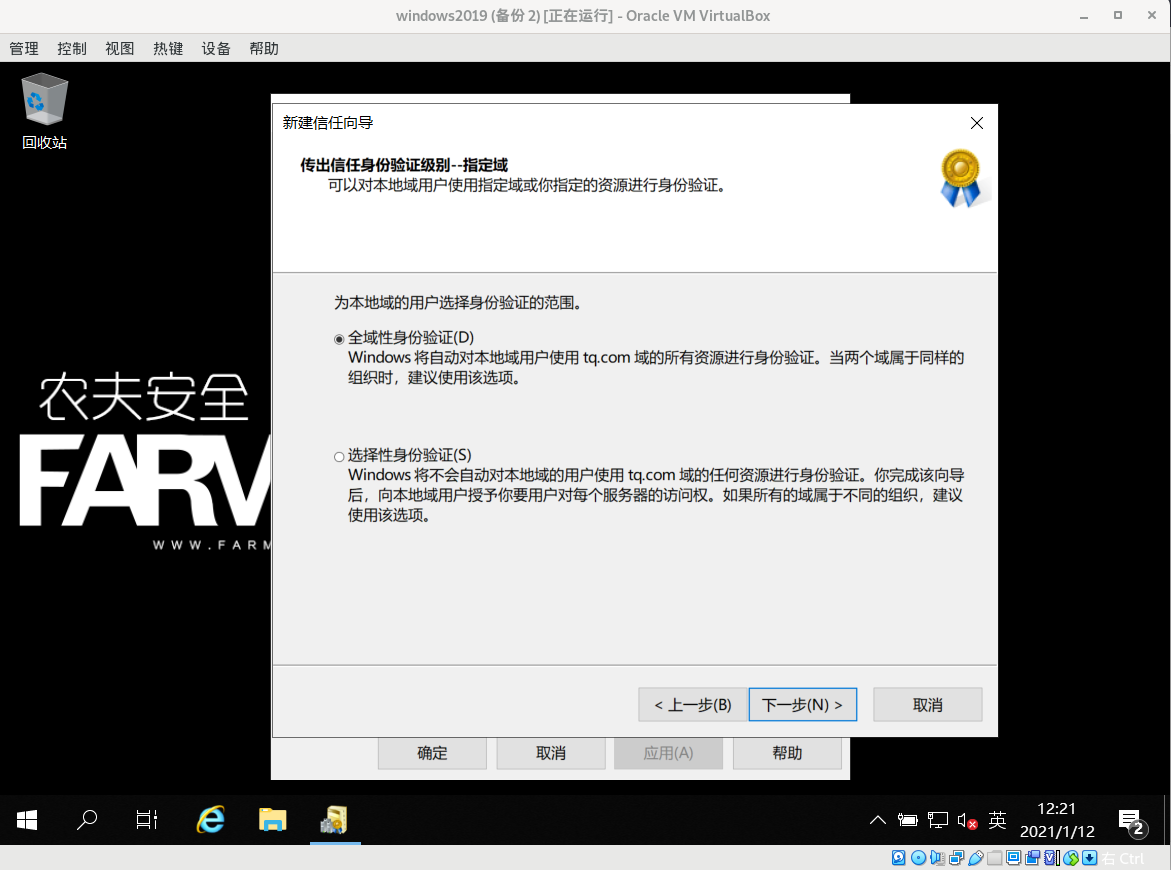 windows2019 (备份 2) [正在运行] - Oracle VM VirtualBox
管理 控制 视图 热键 设备 帮助
回收站
新建信任向导
传出信任身份验证级别--指定域
可以对本地域用户使用指定域或你指定的资源进行身份验证。
为本地域的用户选择身份验证的范围。
全域性身份验证(D)
Windows 将自动对本地域用户使用 tq.com 域的所有资源进行身份验证。当两个域属于同样的
组织时，建议使用该选项。
选择性身份验证(S)
Windows 将不会自动对本地域的用户使用 tq.com 域的任何资源进行身份验证。你完成该向导
后，向本地域用户授予你要用户对每个服务器的访问权。如果所有的域属于不同的组织，建议
使用该选项。
农夫安全
FARM
WWW.FARM
< 上一步(B) 下一步(N) > 取消
确定 取消 应用(A) 帮助
英
12:21
2021/1/12
2
右 Ctrl